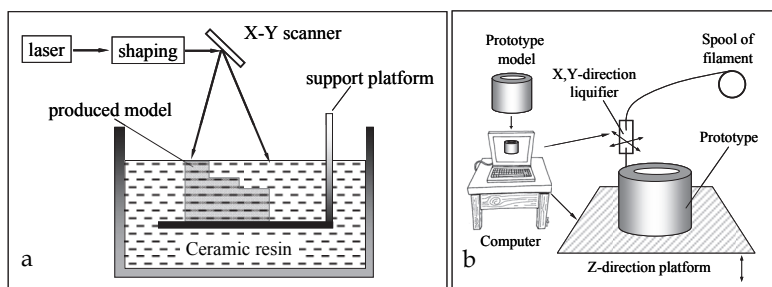 X-Y scanner
laser
shaping
support platform
produced model
Ceramic resin
a
Prototype
model
Spool of
filament
X,Y-direction
liquifier
Prototype
Computer
Z-direction platform
b